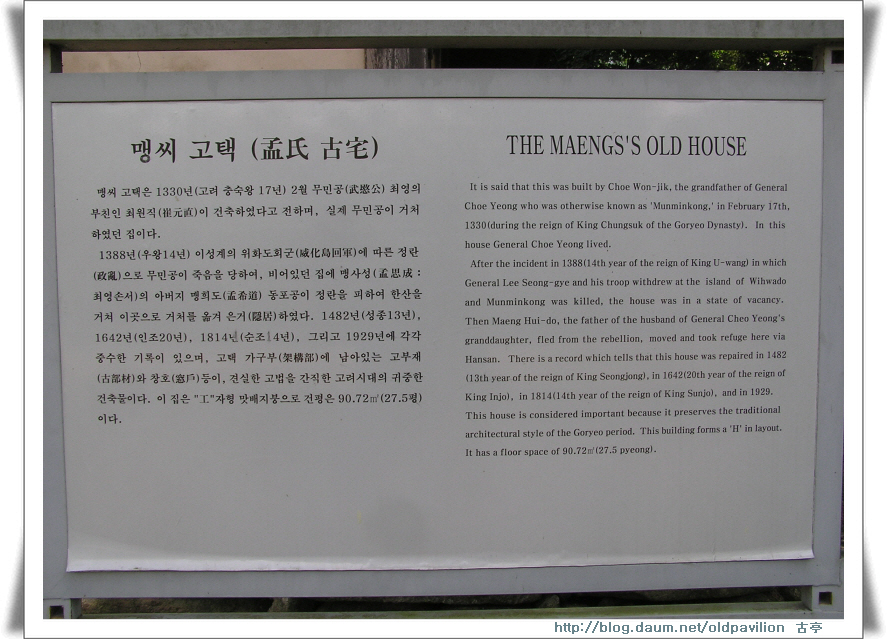 맹씨 고택 (孟氏 古宅)
맹씨 고택은 1330년(고려 충숙왕 17년) 2월 무민공(武愍公) 최영의
부친인 최원직(崔元直)이 건축하였다고 전하며, 실제 무민공이 거처
하였던 집이다.
1388년(우왕14년) 이성계의 위화도회군(威化島回軍)에 따른 정란
(政亂)으로 무민공이 죽음을 당하여, 비어있던 집에 맹사성(孟思成:
최영손서)의 아버지 맹희도(孟希道) 동포공이 정란을 피하여 한산을
거쳐 이곳으로 거처를 옮겨 은거(隱居)하였다. 1482년(성종13년),
1642년(인조20년), 1814년(순조14년), 그리고 1929년에 각각
중수한 기록이 있으며, 고택 가구부(架構部)에 남아있는 고부재
(古部材)와 창호(窓戶)등이, 견실한 고법을 간직한 고려시대의 귀중한
건축물이다. 이 집은 "工"자형 맞배지붕으로 건평은 90.72㎡(27.5평)
이다.
THE MAENGS'S OLD HOUSE
It is said that this was built by Choe Won-jik, the grandfather of General
Choe Yeong who was otherwise known as 'Munminkong,' in February 17th,
1330(during the reign of King Chungsuk of the Goryeo Dynasty). In this
house General Choe Yeong lived.
After the incident in 1388(14th year of the reign of King U-wang) in which
General Lee Seong-gye and his troop withdrew at the island of Wihwado
and Munminkong was killed, the house was in a state of vacancy.
Then Maeng Hui-do, the father of the husband of General Cheo Yeong's
granddaughter, fled from the rebellion, moved and took refuge here via
Hansan. There is a record which tells that this house was repaired in 1482
(13th year of the reign of King Seongjong), in 1642(20th year of the reign of
King Injo), in 1814(14th year of the reign of King Sunjo), and in 1929.
This house is considered important because it preserves the traditional
architectural style of the Goryeo period. This building forms a 'H' in layout.
It has a floor space of 90.72㎡(27.5 pyeong).
http://blog.daum.net/oldpavilion 古亭